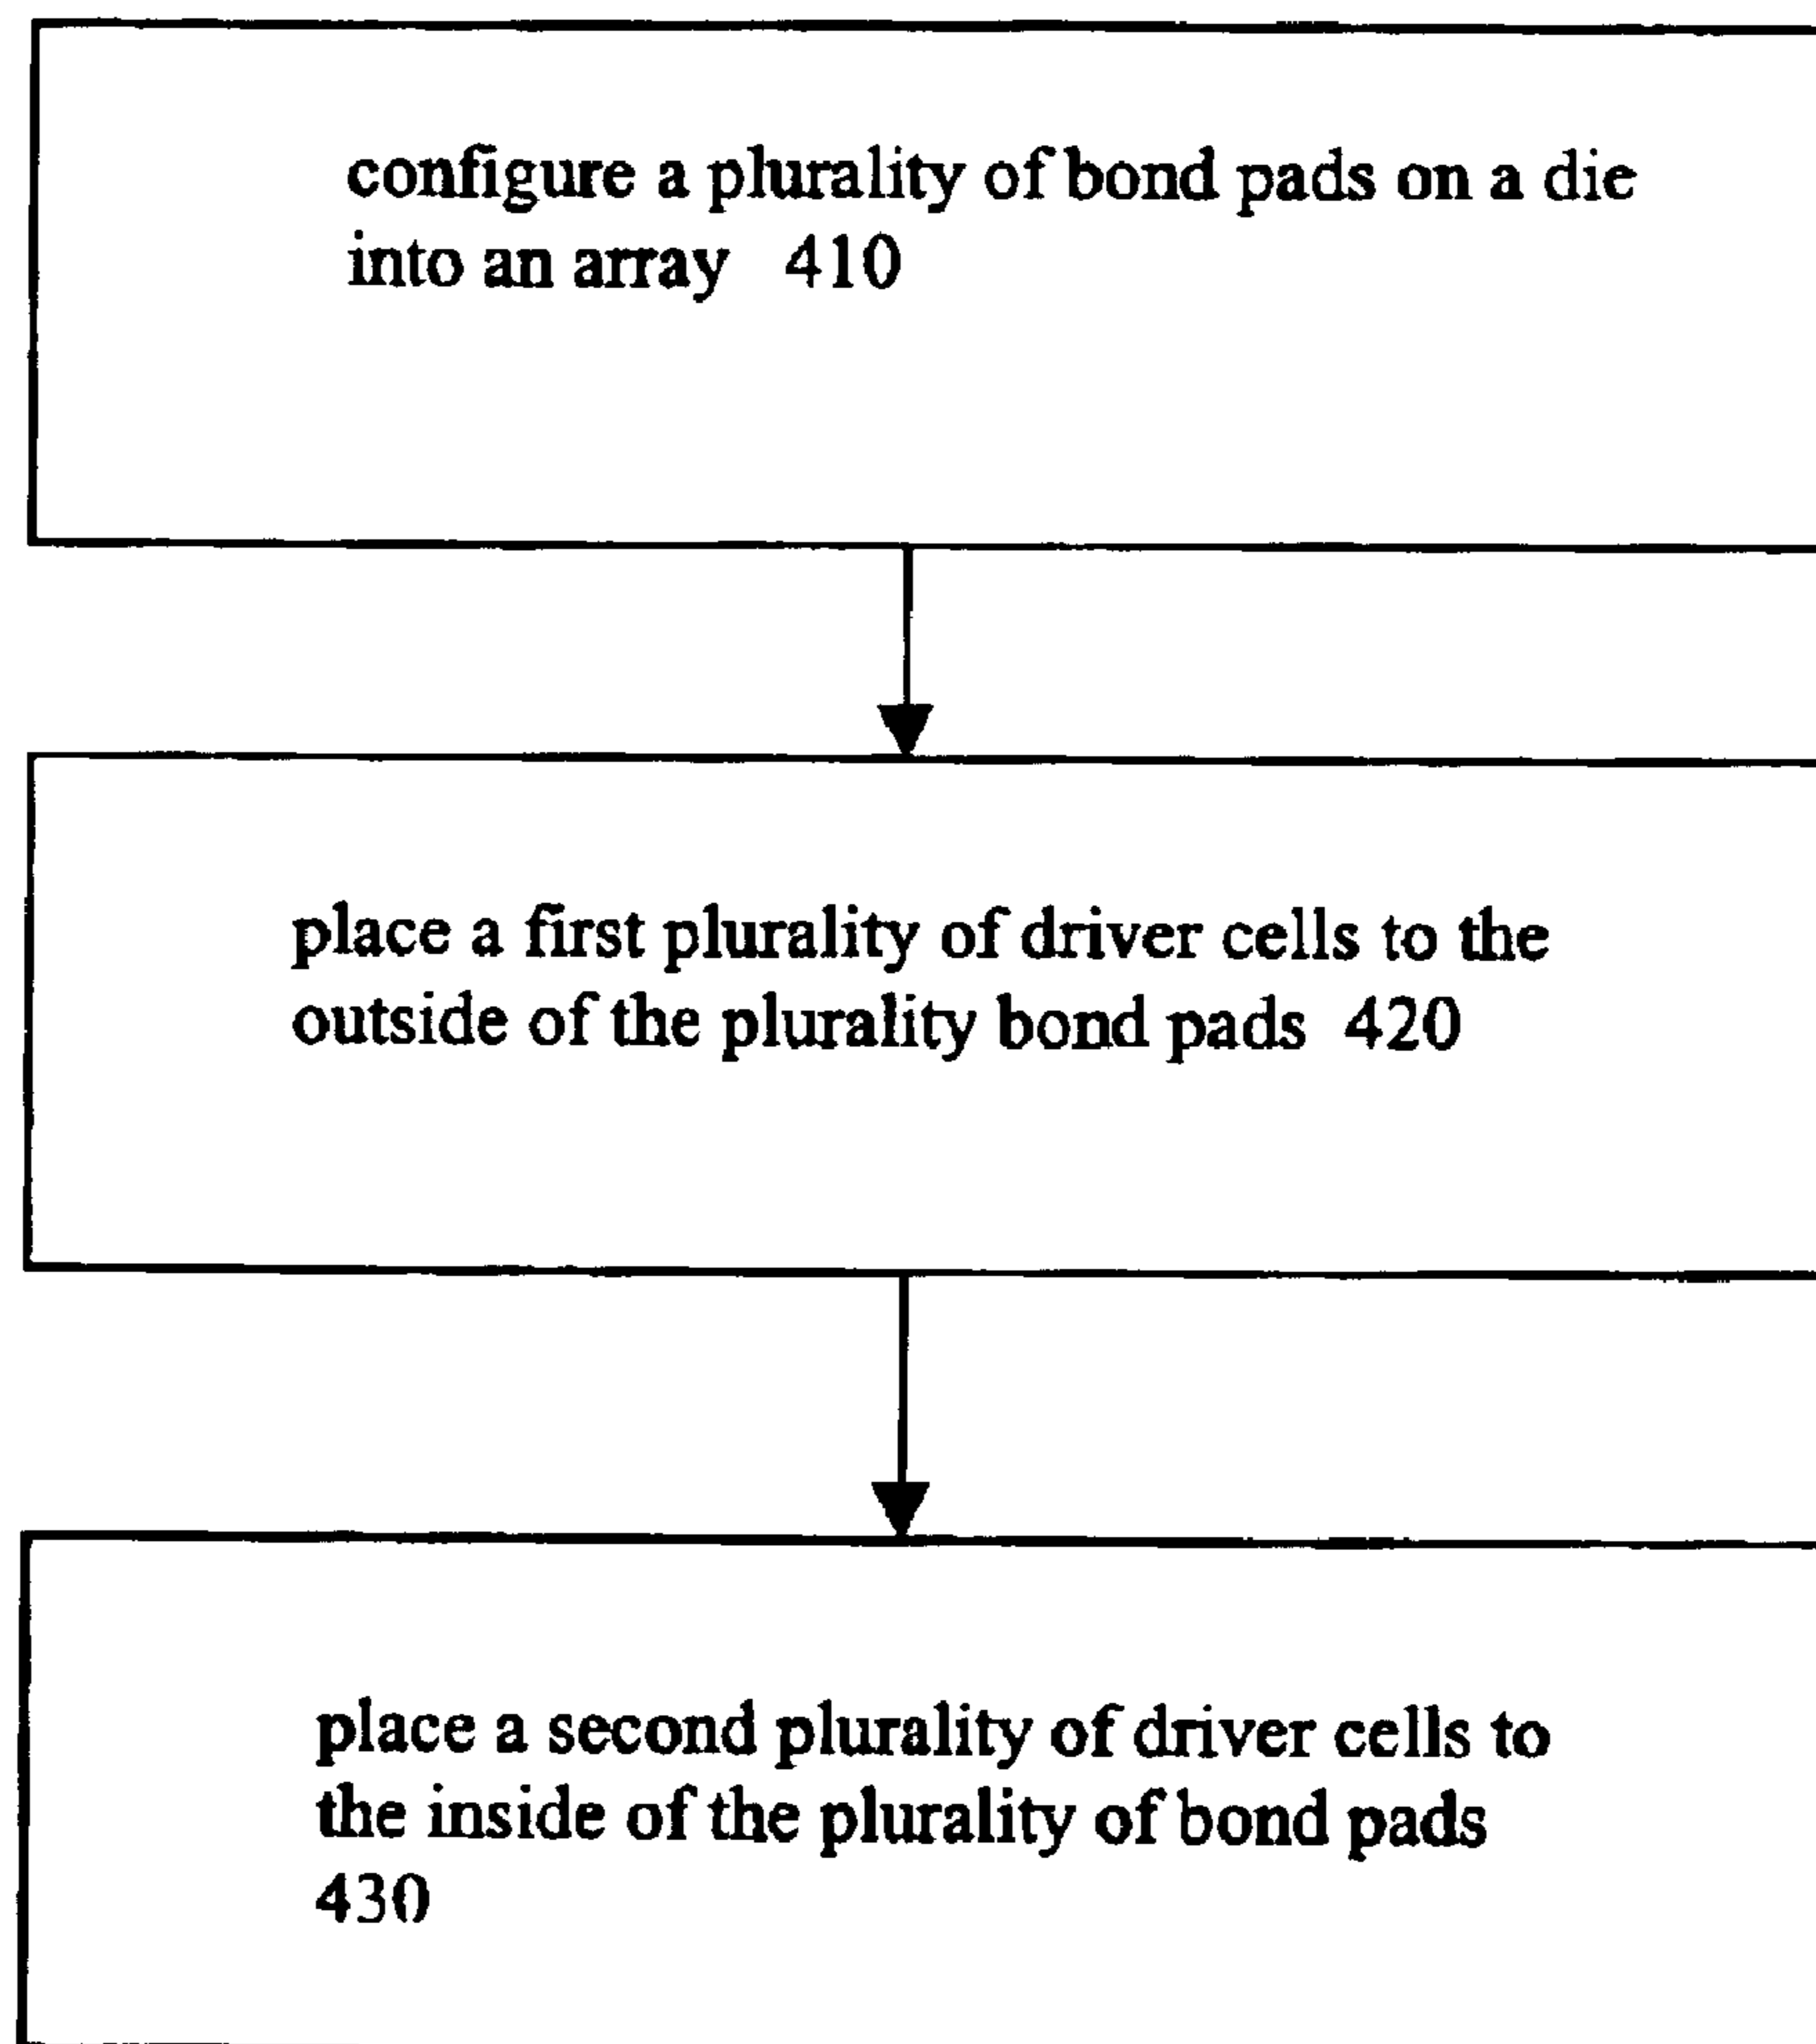 configure a plurality of bond pads on a die
into an array 410
place a first plurality of driver cells to the
outside of the plurality bond pads 420
place a second plurality of driver cells to
the inside of the plurality of bond pads
430